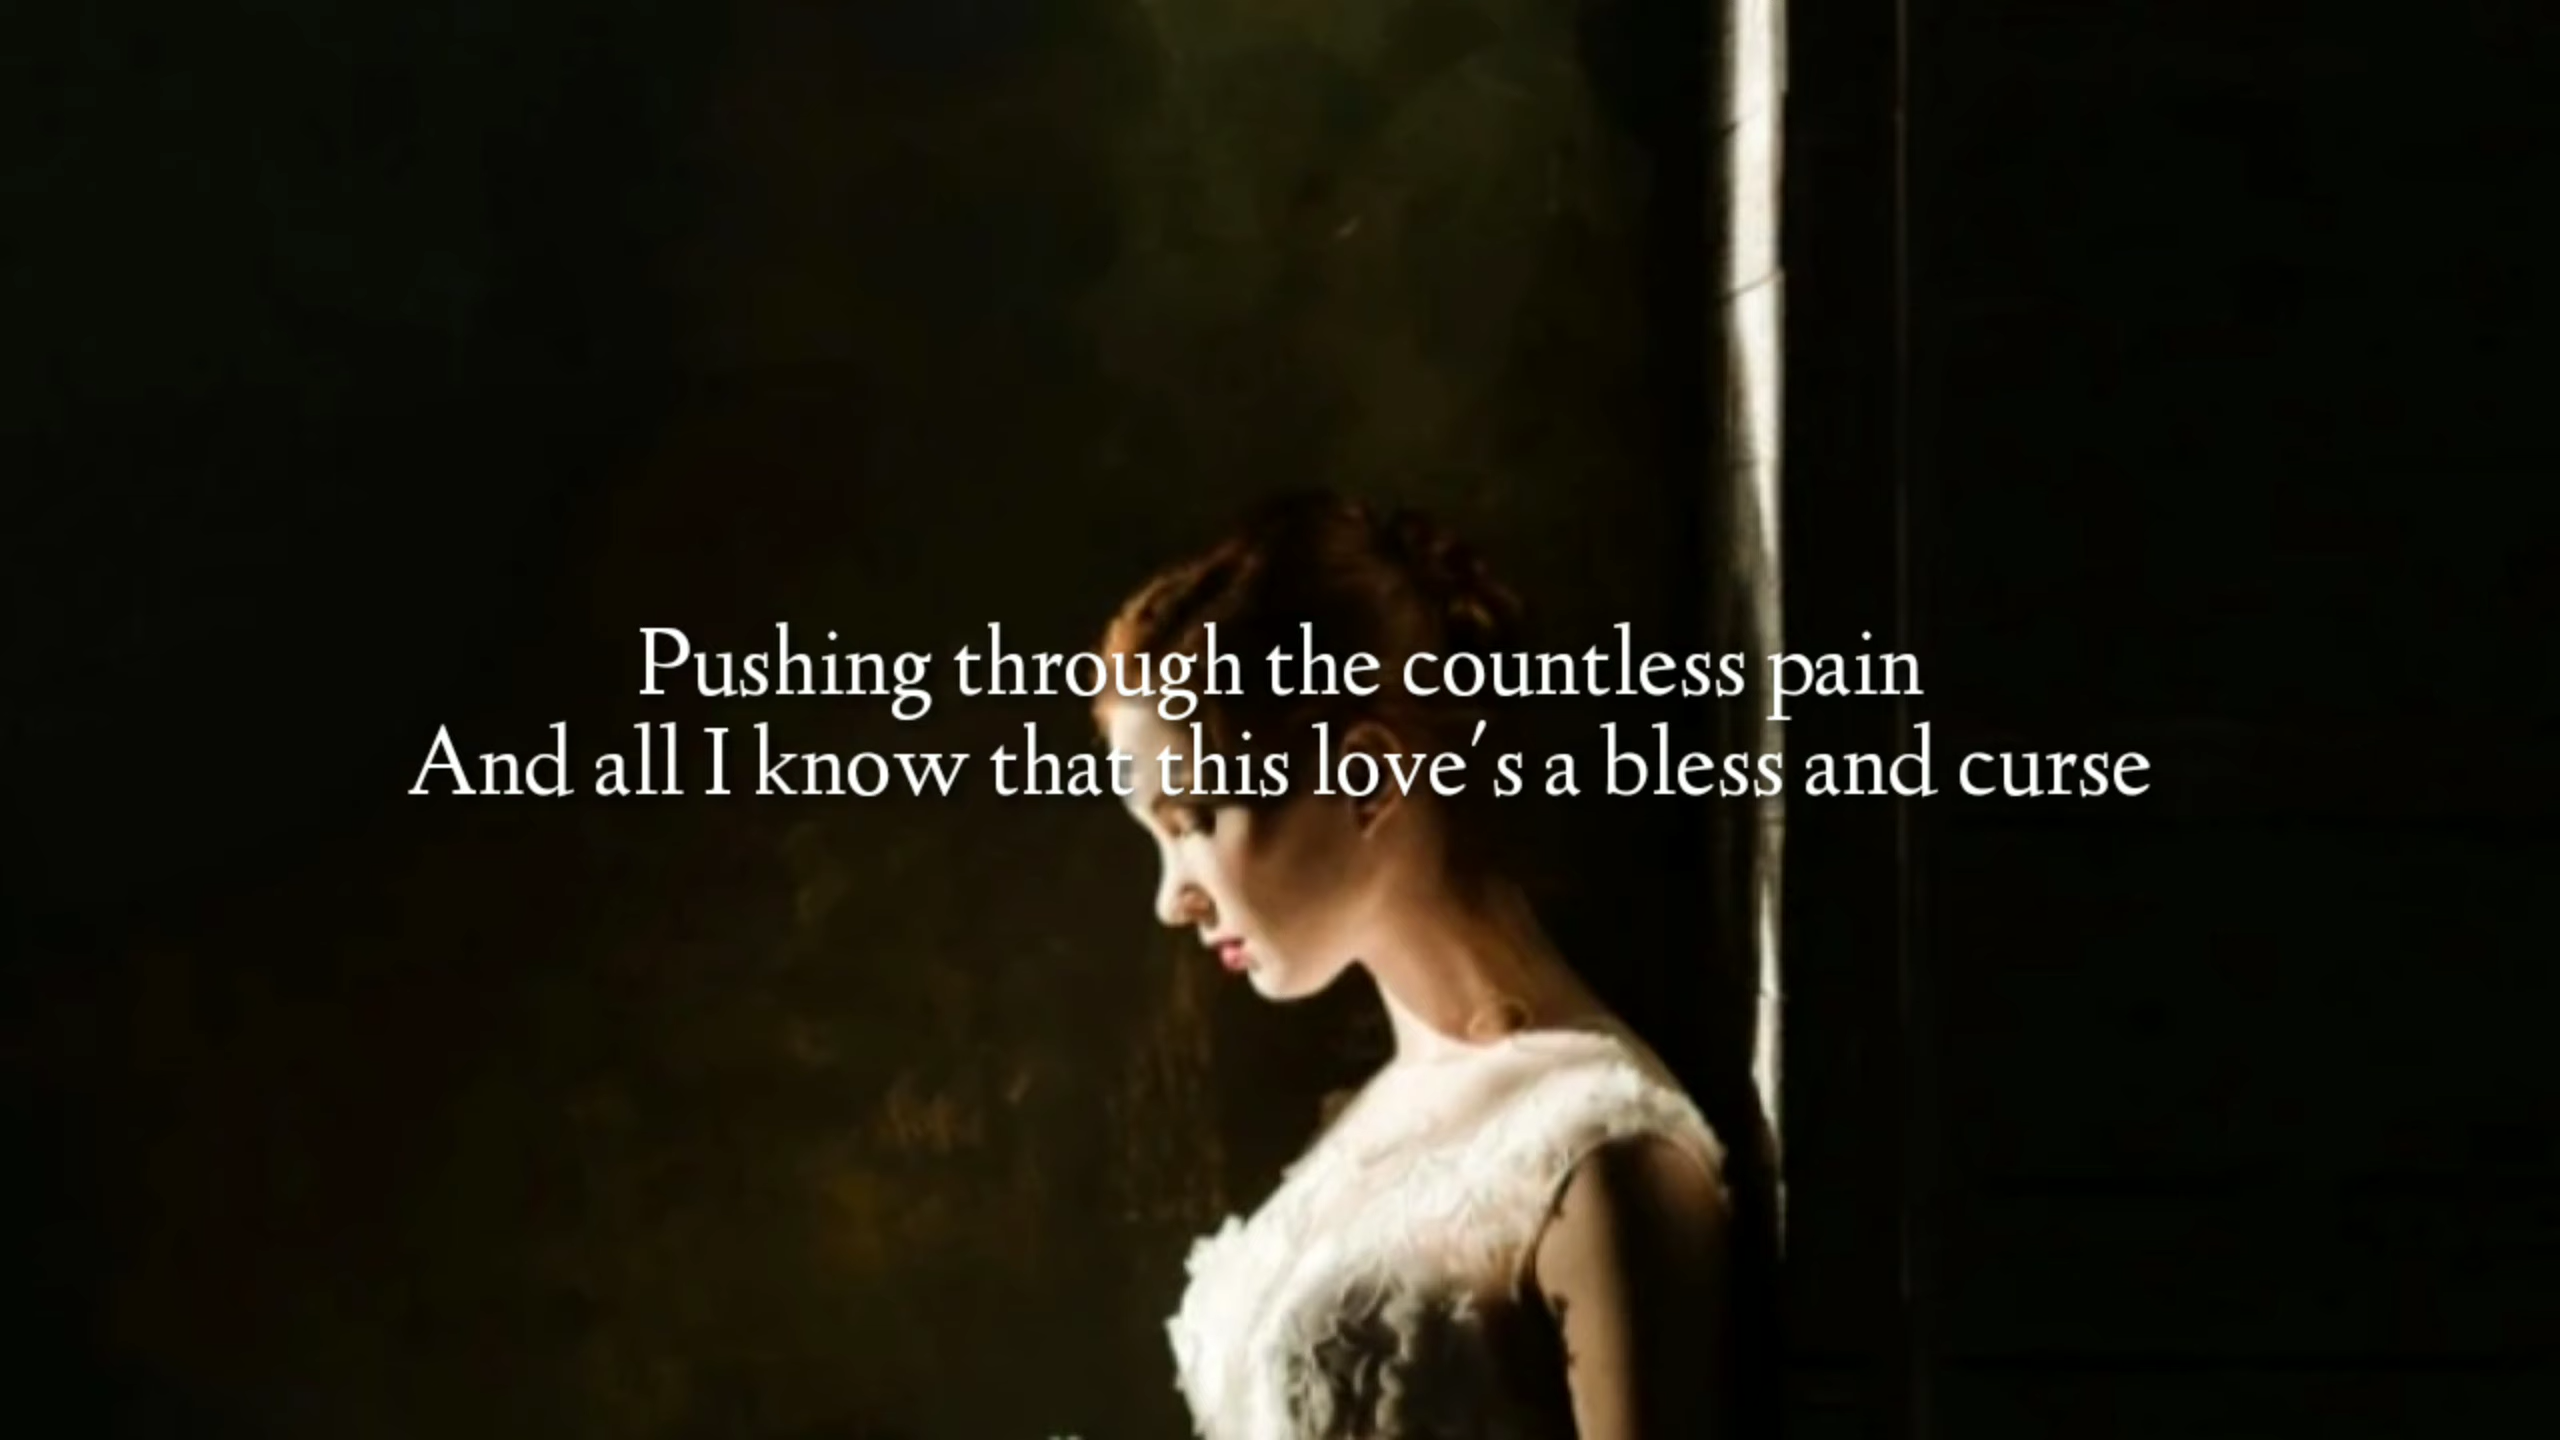 Pushing through the countless pain
And all I know that this love's a bless and curse